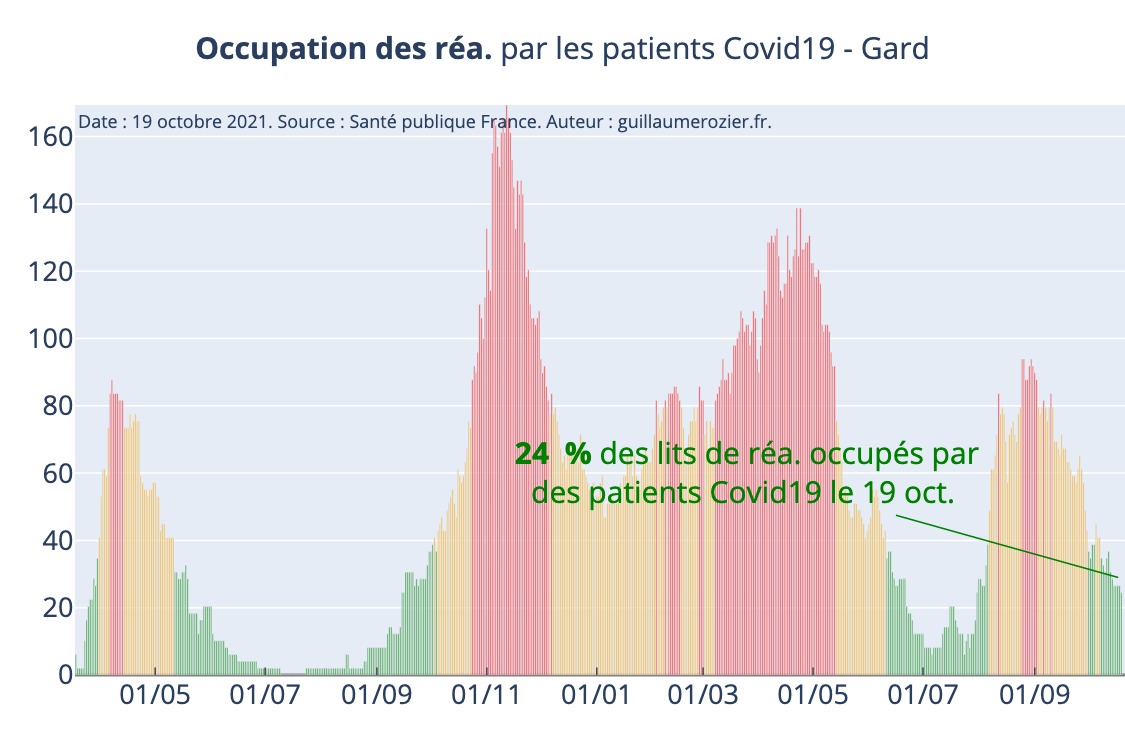 Occupation des réa. par les patients Covid19 - Gard
Date : 19 octobre 2021. Source : Santé publique France. Auteur : guillaumerozier.fr.
160
140
120
100
80
60
40
20
0
24 % des lits de réa. occupés par
des patients Covid19 le 19 oct.
01/05 01/07 01/09 01/11 01/01 01/03 01/05 01/07 01/09